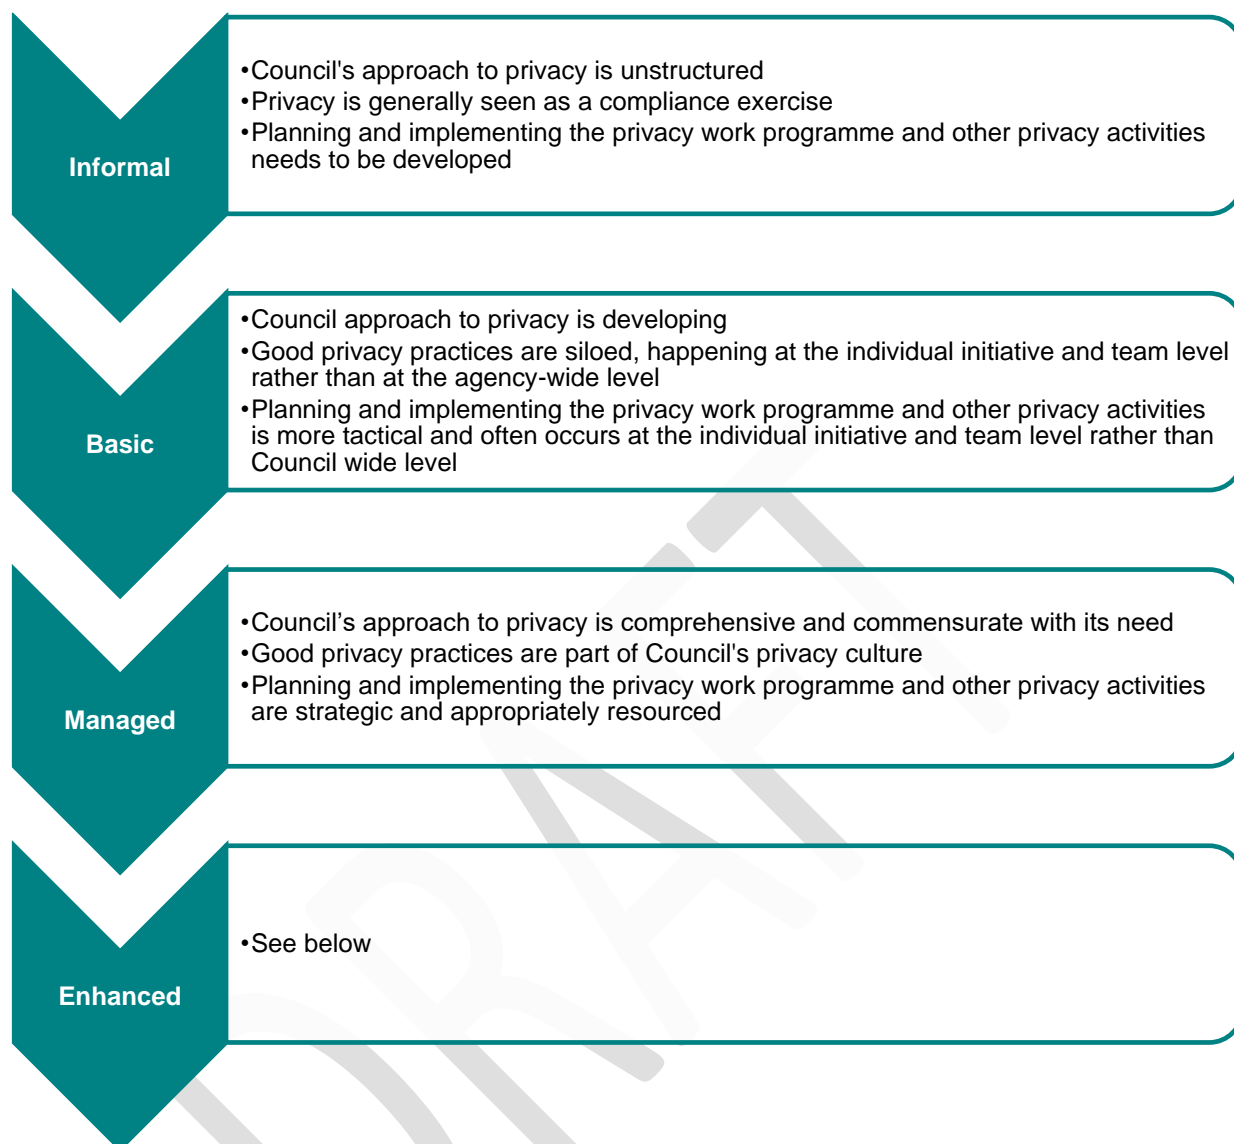 •Council's approach to privacy is unstructured
•Privacy is generally seen as a compliance exercise
•Planning and implementing the privacy work programme and other privacy activities
needs to be developed
Informal
•Council approach to privacy is developing
•Good privacy practices are siloed, happening at the individual initiative and team level
rather than at the agency-wide level
•Planning and implementing the privacy work programme and other privacy activities
is more tactical and often occurs at the individual initiative and team level rather than
Council wide level
Basic
•Council’s approach to privacy is comprehensive and commensurate with its need
•Good privacy practices are part of Council's privacy culture
•Planning and implementing the privacy work programme and other privacy activities
are strategic and appropriately resourced
Managed
•See below
Enhanced
DRAFT